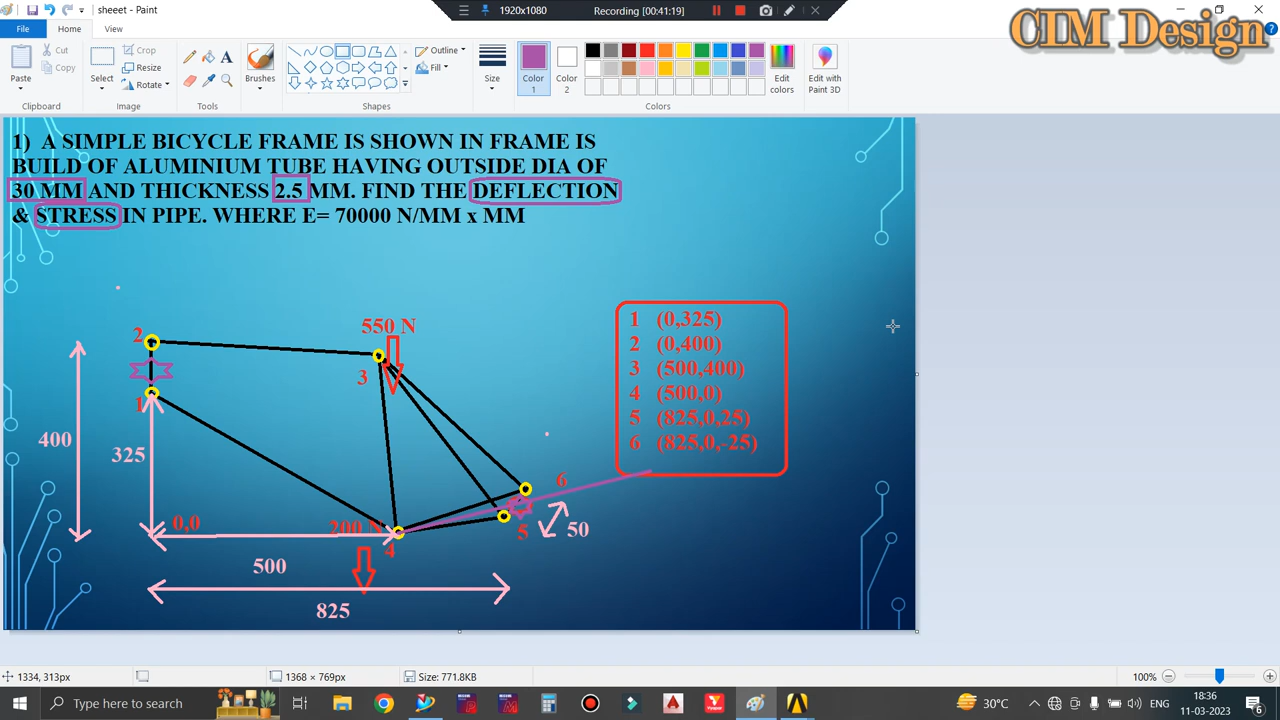 sheeet - Paint
1920x1080
Recording [00:41:19]
CIM Design
File
Home
View
Paste
Cut
Copy
Clipboard
Select
Crop
Resize
Rotate
Image
Tools
Brushes
Shapes
Outline
Fill
Size
Color
1
Color
2
Colors
Edit
colors
Edit with
Paint 3D
1) A SIMPLE BICYCLE FRAME IS SHOWN IN FRAME IS
BUILD OF ALUMINIUM TUBE HAVING OUTSIDE DIA OF
30 MM AND THICKNESS 2.5 MM. FIND THE DEFLECTION
& STRESS IN PIPE. WHERE E= 70000 N/MM x MM
550 N
2
3
1
400
325
0,0
200 N
4
6
5
50
500
825
1 (0,325)
2 (0,400)
3 (500,400)
4 (500,0)
5 (825,0,25)
6 (825,0,-25)
1334, 313px
1368 × 769px
Size: 771.8KB
100%
Type here to search
30°C
ENG
18:36
11-03-2023
6